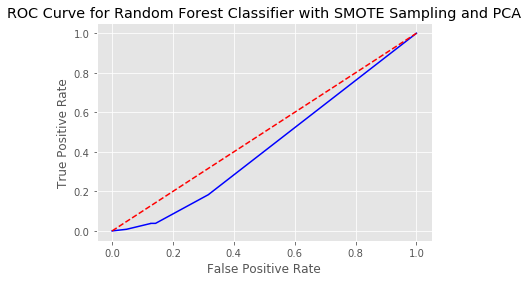 ROC Curve for Random Forest Classifier with SMOTE Sampling and PCA
1.0
0.8
0.6
0.4
0.2
0.0
True Positive Rate
0.0 0.2 0.4 0.6 0.8 1.0
False Positive Rate